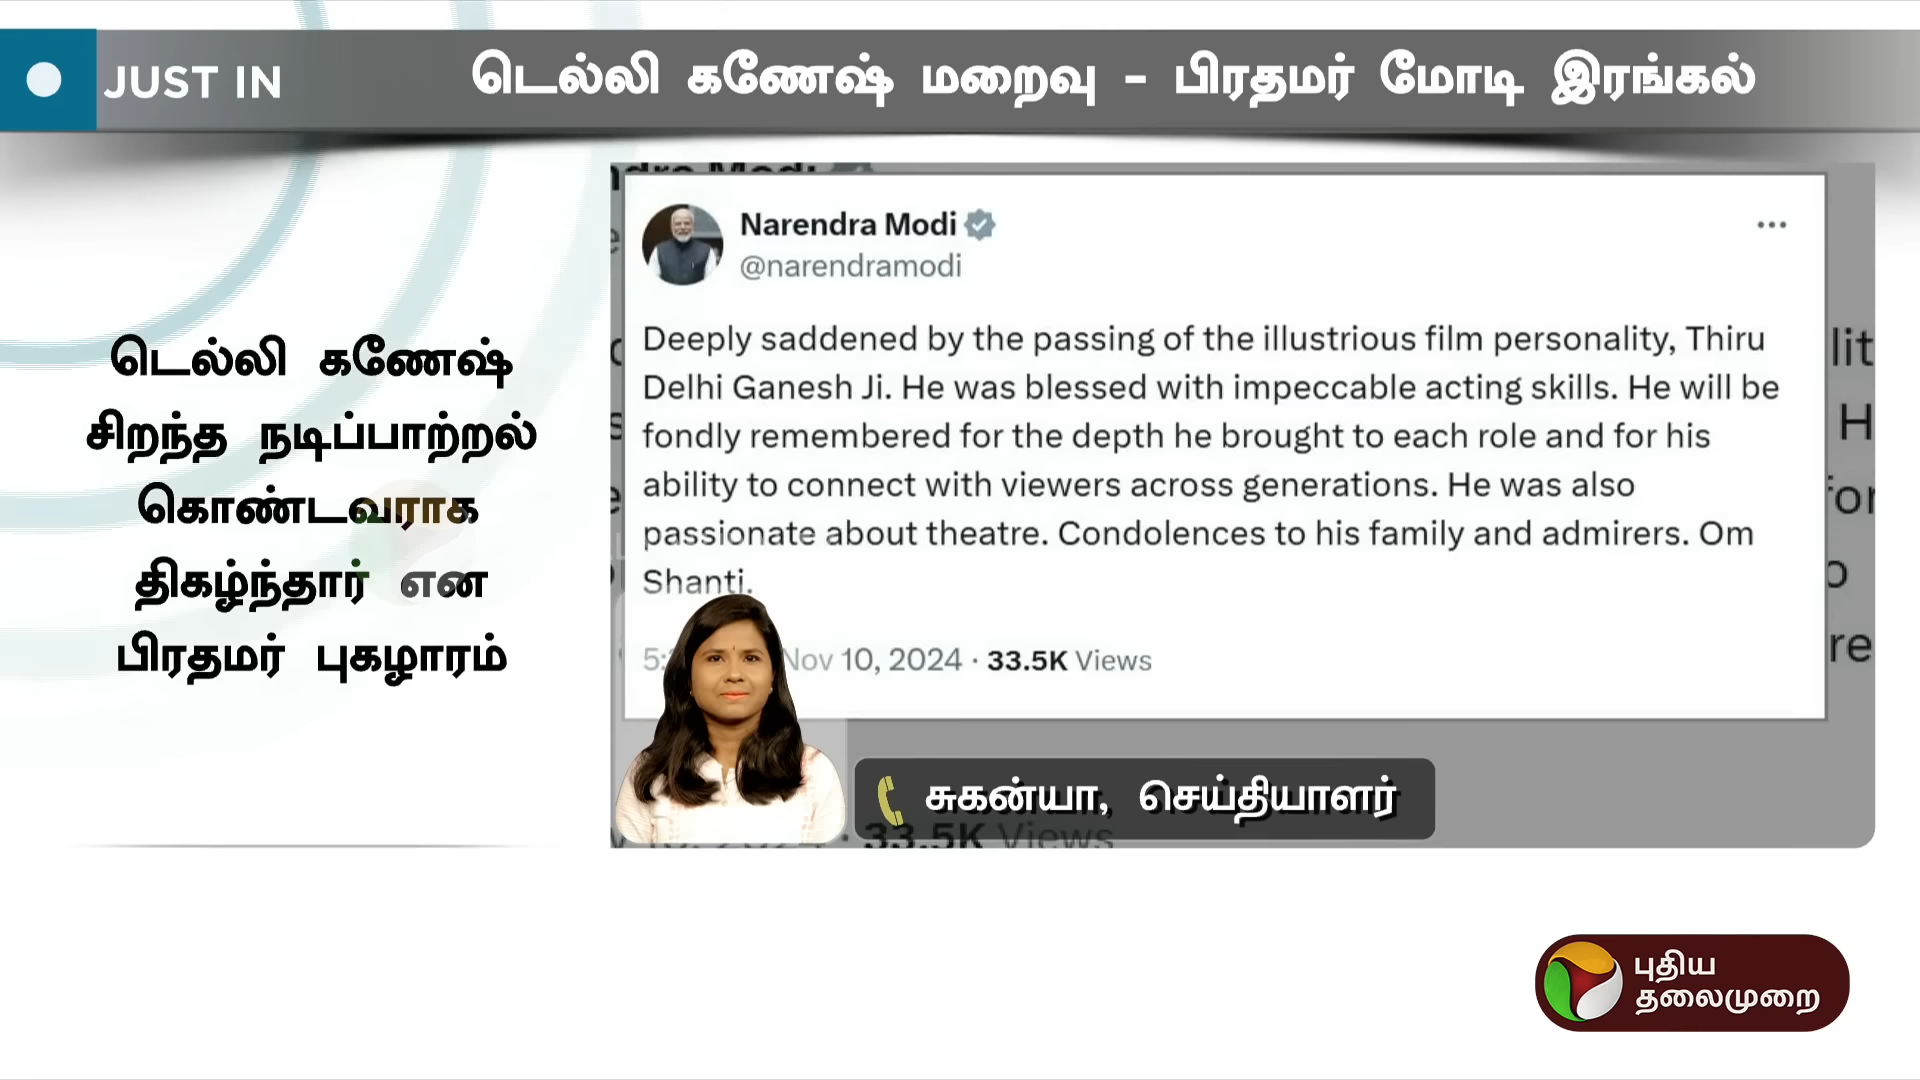 JUST IN
டெல்லி கணேஷ் மறைவு - பிரதமர் மோடி இரங்கல்
டெல்லி கணேஷ்
சிறந்த நடிப்பாற்றல்
கொண்டவராக
திகழ்ந்தார் என
பிரதமர் புகழாரம்
Narendra Modi
@narendramodi
Deeply saddened by the passing of the illustrious film personality, Thiru
Delhi Ganesh Ji. He was blessed with impeccable acting skills. He will be
fondly remembered for the depth he brought to each role and for his
ability to connect with viewers across generations. He was also
passionate about theatre. Condolences to his family and admirers. Om
Shanti.
Nov 10, 2024 · 33.5K Views
சுகன்யா, செய்தியாளர்
33.5K Views
புதிய
தலைமுறை